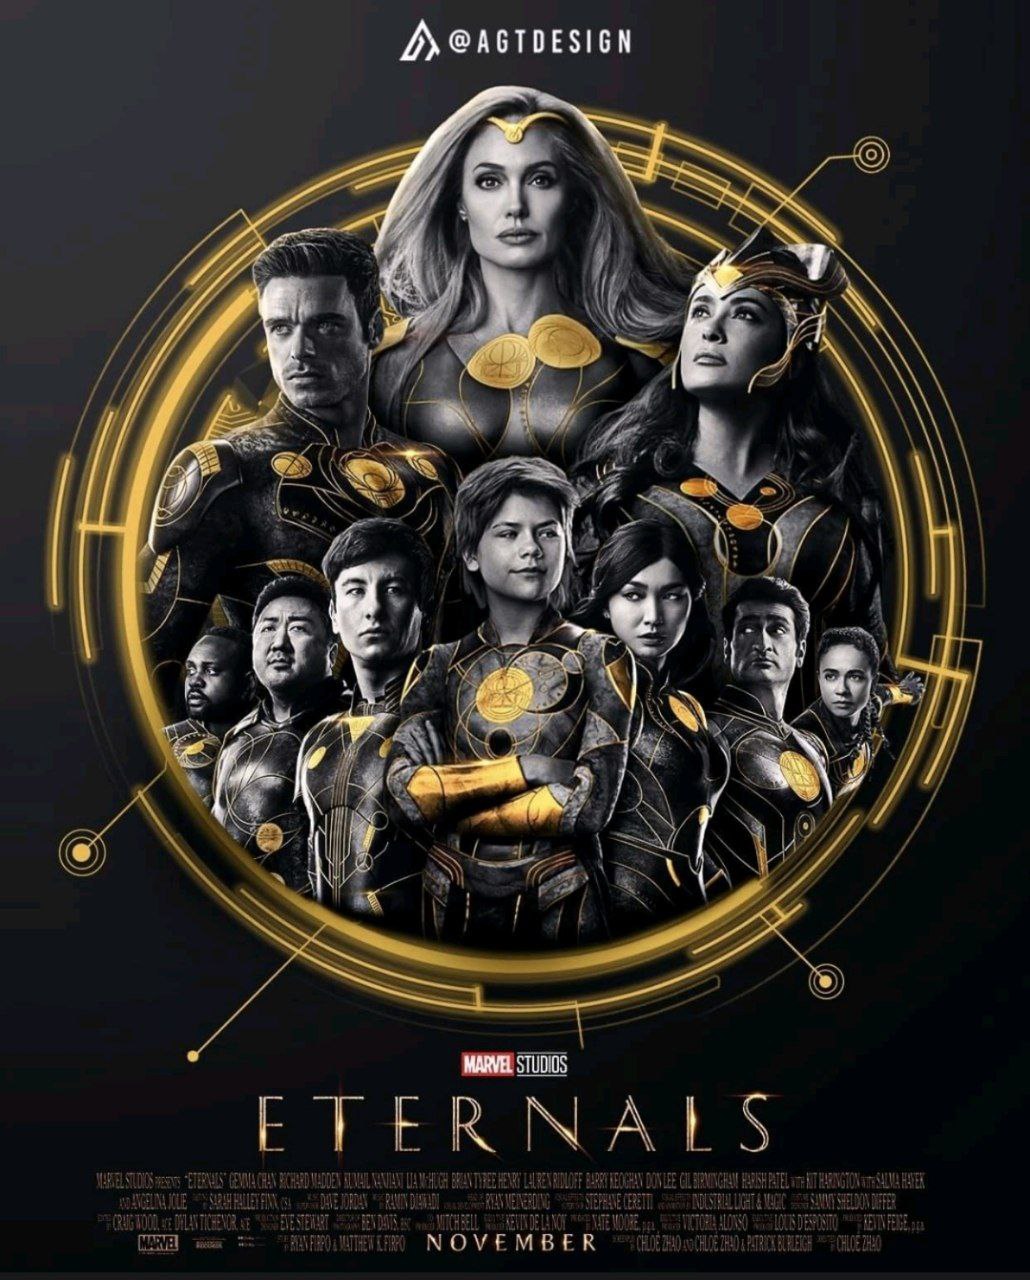 @AGTDESIGN
MARVEL STUDIOS
ETERNALS
MARVEL STUDIOS PRESENTS "ETERNALS" GEMMA CHAN RICHARD MADDEN KUMAIL NANJIANI LIA McHUGH BRIAN TYREE HENRY LAUREN RIDLOFF BARRY KEOGHAN DON LEE GIL BIRMINGHAM HARISH PATEL WITH KIT HARINGTON WITH SALMA HAYEK
AND ANGELINA JOLIE SARAH HALLEY FINN, CSA DAVE JORDAN RAMIN DJAWADI RYAN MEINERDING STEPHANE CERETTI INDUSTRIAL LIGHT & MAGIC SAMMY SHELDON DIFFER
CRAIG WOOD, ACE DYLAN TICHENOR, ACE EVE STEWART BEN DAVIS, BSC MITCH BELL KEVIN DE LA NOY NATE MOORE, p.g.a. VICTORIA ALONSO LOUIS D'ESPOSITO KEVIN FEIGE, p.g.a.
MARVEL RYAN FIRPO & MATTHEW K. FIRPO NOVEMBER CHLOÉ ZHAO AND CHLOÉ ZHAO & PATRICK BURLEIGH CHLOÉ ZHAO